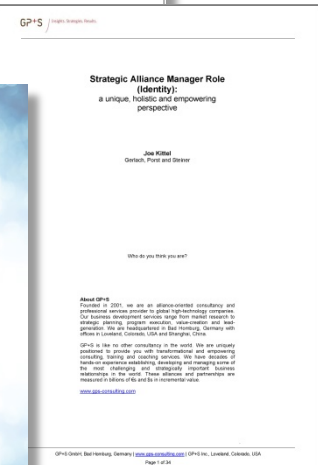 GP+S Insights. Strategies. Results.
Strategic Alliance Manager Role
(Identity):
a unique, holistic and empowering
perspective
Joe Kittel
Gerlach, Porst and Steiner
Who do you think you are?
About GP+S
Founded in 2001, we are an alliance-oriented consultancy and
professional services provider to global high-technology companies.
Our business development services range from market research to
strategic planning, program execution, value-creation and lead-
generation. We are headquartered in Bad Homburg, Germany with
offices in Loveland, Colorado, USA and Shanghai, China.
GP+S is like no other consultancy in the world. We are uniquely
positioned to provide you with transformational and empowering
consulting, training and coaching services. We have decades of
hands-on experience establishing, developing and managing some of
the most challenging and strategically important business
relationships in the world. These alliances and partnerships are
measured in billions of €s and $s in incremental value.
www.gps-consulting.com
GP+S GmbH, Bad Homburg, Germany | www.gps-consulting.com | GP+S Inc., Loveland, Colorado, USA
Page 1 of 34